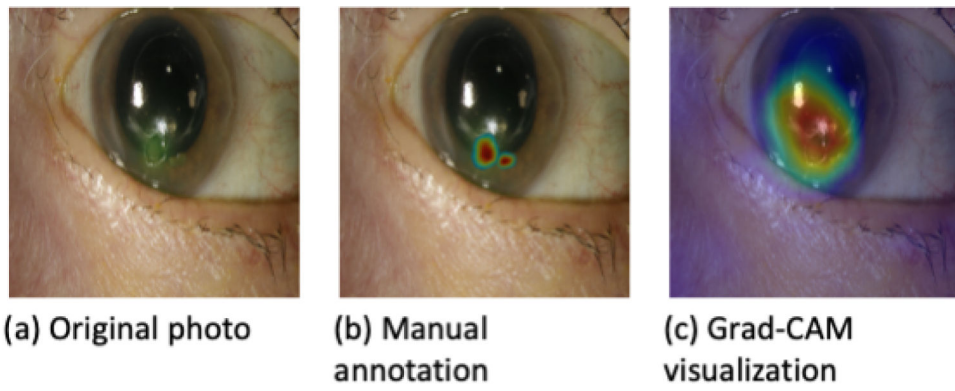 (a) Original photo
(b) Manual
annotation
(c) Grad-CAM
visualization